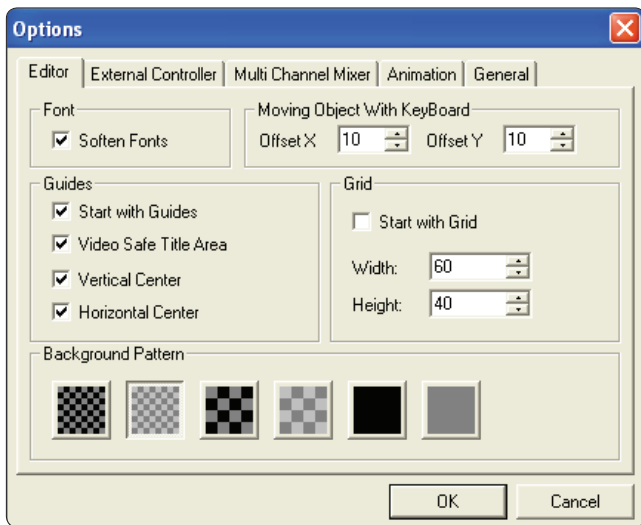 Options
Editor External Controller Multi Channel Mixer Animation General
Font
Soften Fonts
Moving Object With KeyBoard
Offset X 10 Offset Y 10
Guides
Start with Guides
Video Safe Title Area
Vertical Center
Horizontal Center
Grid
Start with Grid
Width: 60
Height: 40
Background Pattern
OK Cancel